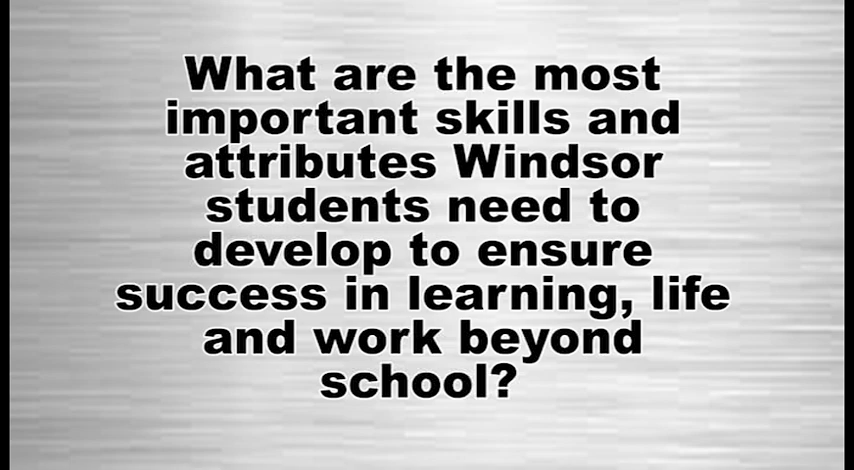 What are the most
important skills and
attributes Windsor
students need to
develop to ensure
success in learning, life
and work beyond
school?